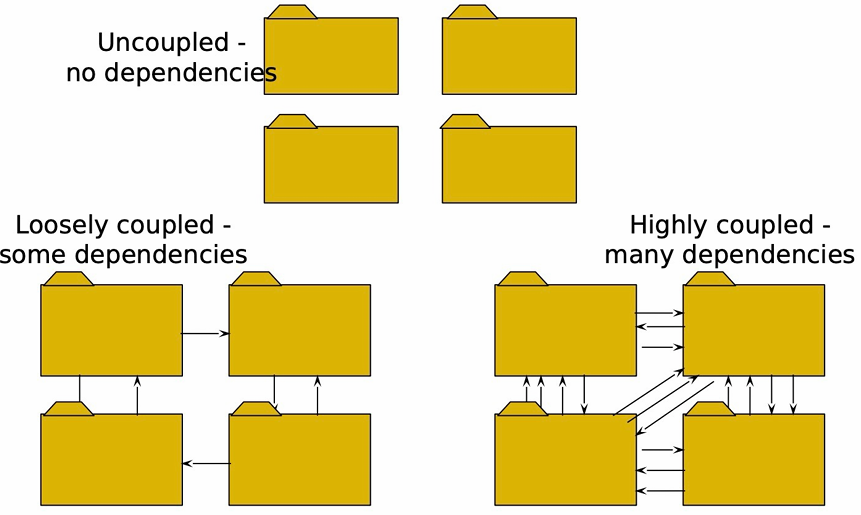 Uncoupled -
no dependencies
Loosely coupled -
some dependencies
Highly coupled -
many dependencies